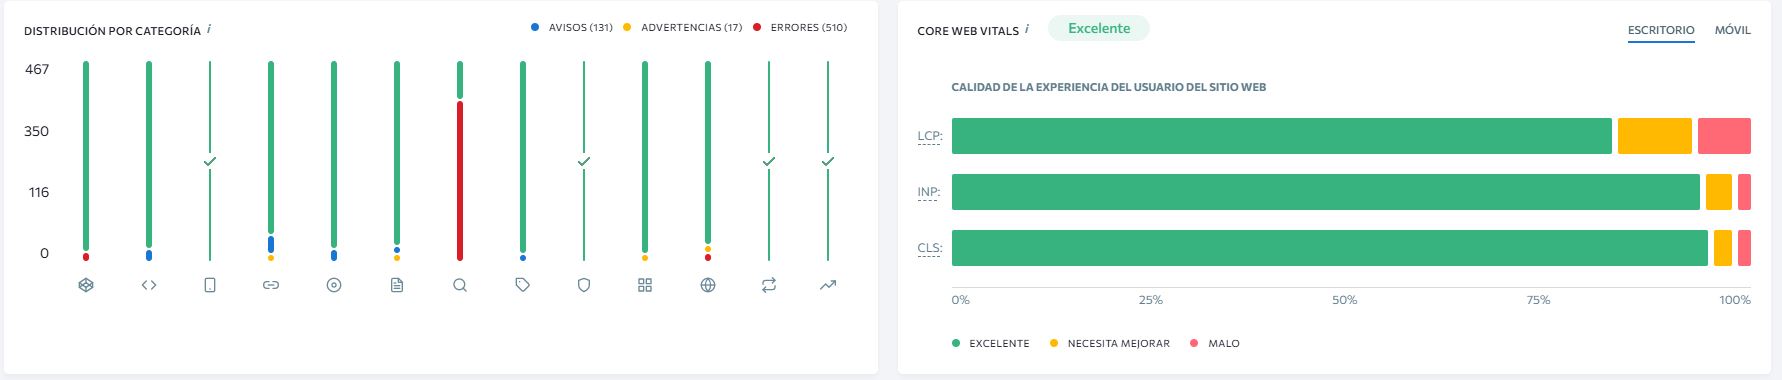 DISTRIBUCIÓN POR CATEGORÍA i
AVISOS (131) ADVERTENCIAS (17) ERRORES (510)
467
350
116
0
CORE WEB VITALS i Excelente
ESCRITORIO MÓVIL
CALIDAD DE LA EXPERIENCIA DEL USUARIO DEL SITIO WEB
LCP:
INP:
CLS:
0% 25% 50% 75% 100%
EXCELENTE NECESITA MEJORAR MALO